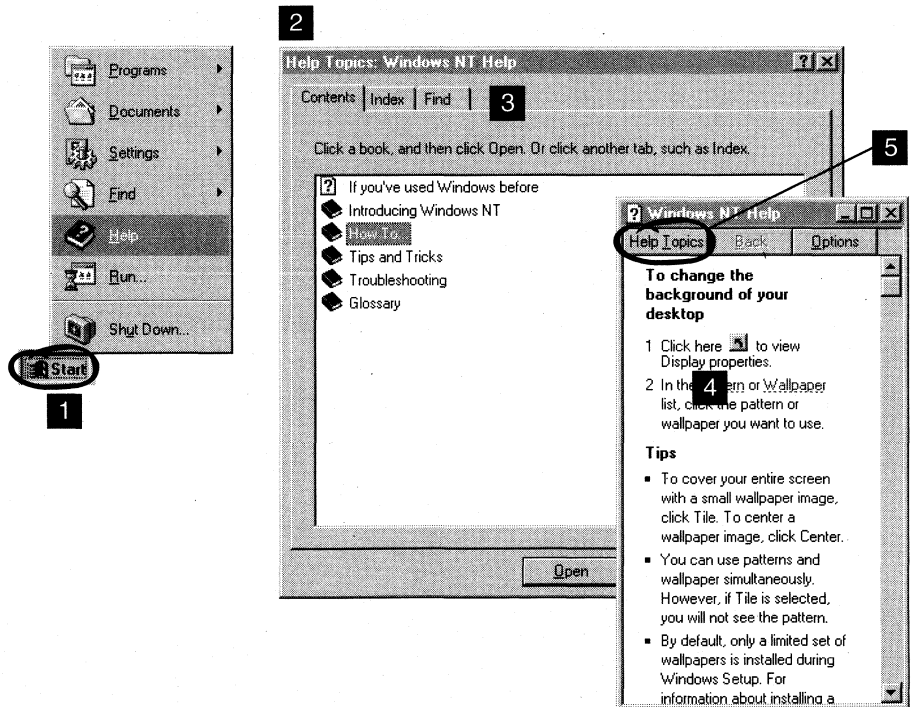 2
Programs
Documents
Settings
Find
Help
Run...
Shut Down...
Start
1
Help Topics: Windows NT Help
Contents Index Find
3
Click a book, and then click Open. Or click another tab, such as Index.
If you've used Windows before
Introducing Windows NT
How To...
Tips and Tricks
Troubleshooting
Glossary
Open
5
Windows NT Help
Help Topics Back Options
To change the
background of your
desktop
1 Click here to view
Display properties.
4
2 In the or Wallpaper
list, click the pattern or
wallpaper you want to use.
Tips
▪ To cover your entire screen
with a small wallpaper image,
click Tile. To center a
wallpaper image, click Center.
▪ You can use patterns and
wallpaper simultaneously.
However, if Tile is selected,
you will not see the pattern.
▪ By default, only a limited set of
wallpapers is installed during
Windows Setup. For
information about installing a